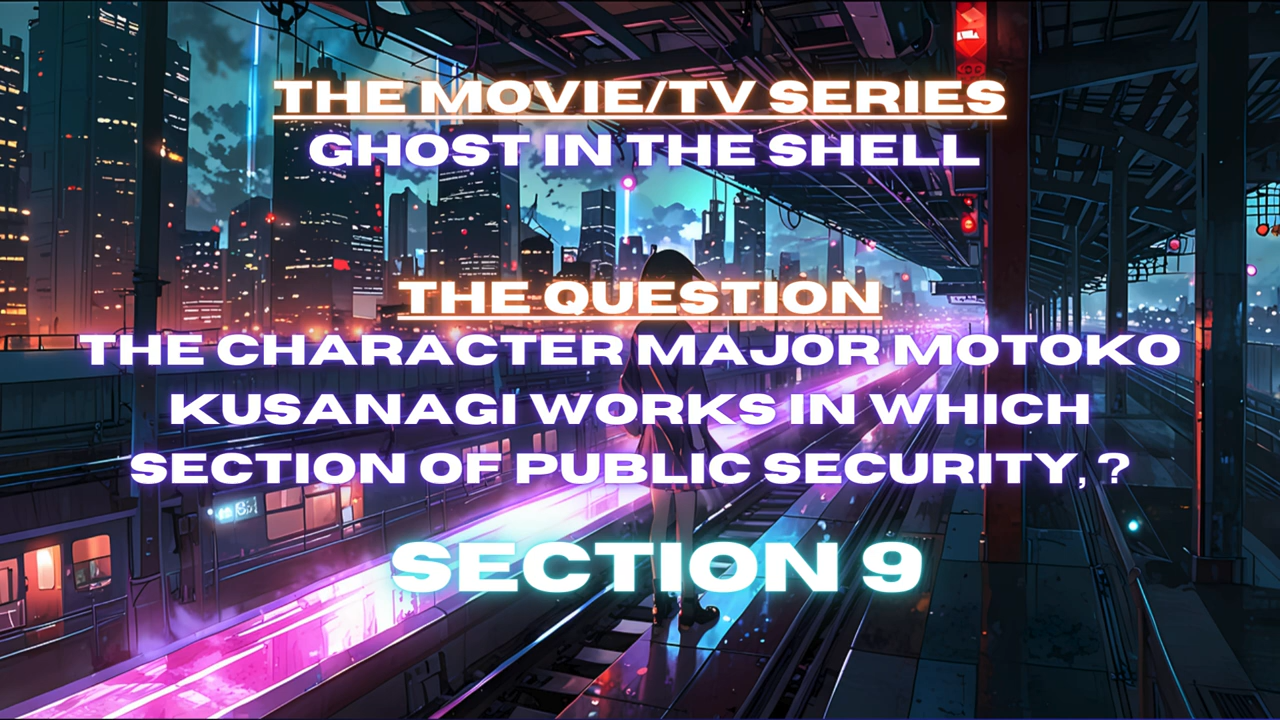 THE MOVIE/TV SERIES
GHOST IN THE SHELL
THE QUESTION
THE CHARACTER MAJOR MOTOKO
KUSANAGI WORKS IN WHICH
SECTION OF PUBLIC SECURITY, ?
SECTION 9